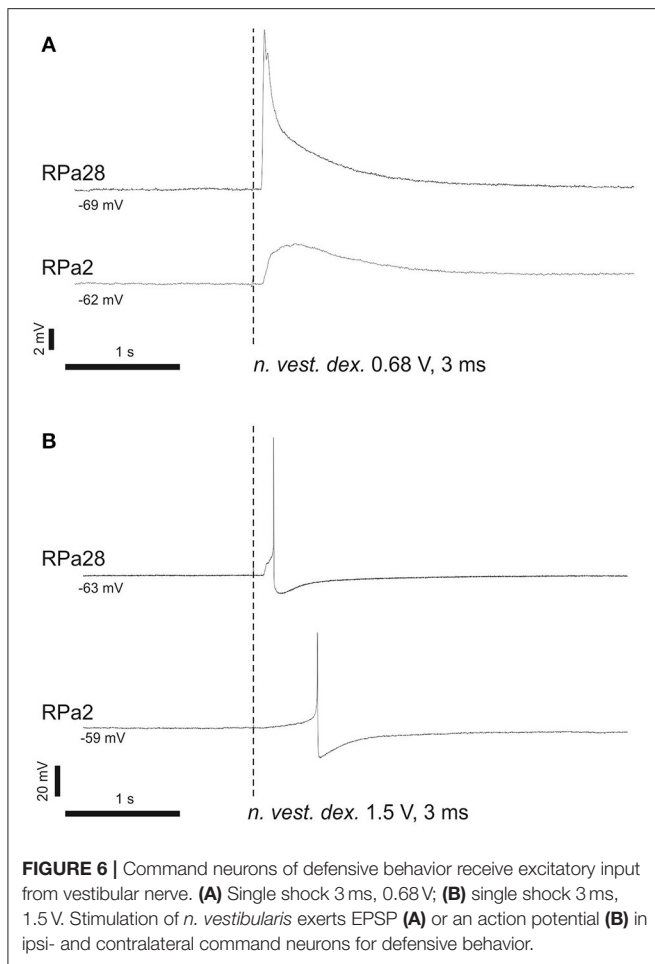 A
RPa28
-69 mV
RPa2
-62 mV
2 mV
1 s
n. vest. dex. 0.68 V, 3 ms
B
RPa28
-63 mV
RPa2
-59 mV
20 mV
1 s
n. vest. dex. 1.5 V, 3 ms
FIGURE 6 | Command neurons of defensive behavior receive excitatory input
from vestibular nerve. (A) Single shock 3 ms, 0.68 V; (B) single shock 3 ms,
1.5 V. Stimulation of n. vestibularis exerts EPSP (A) or an action potential (B) in
ipsi- and contralateral command neurons for defensive behavior.